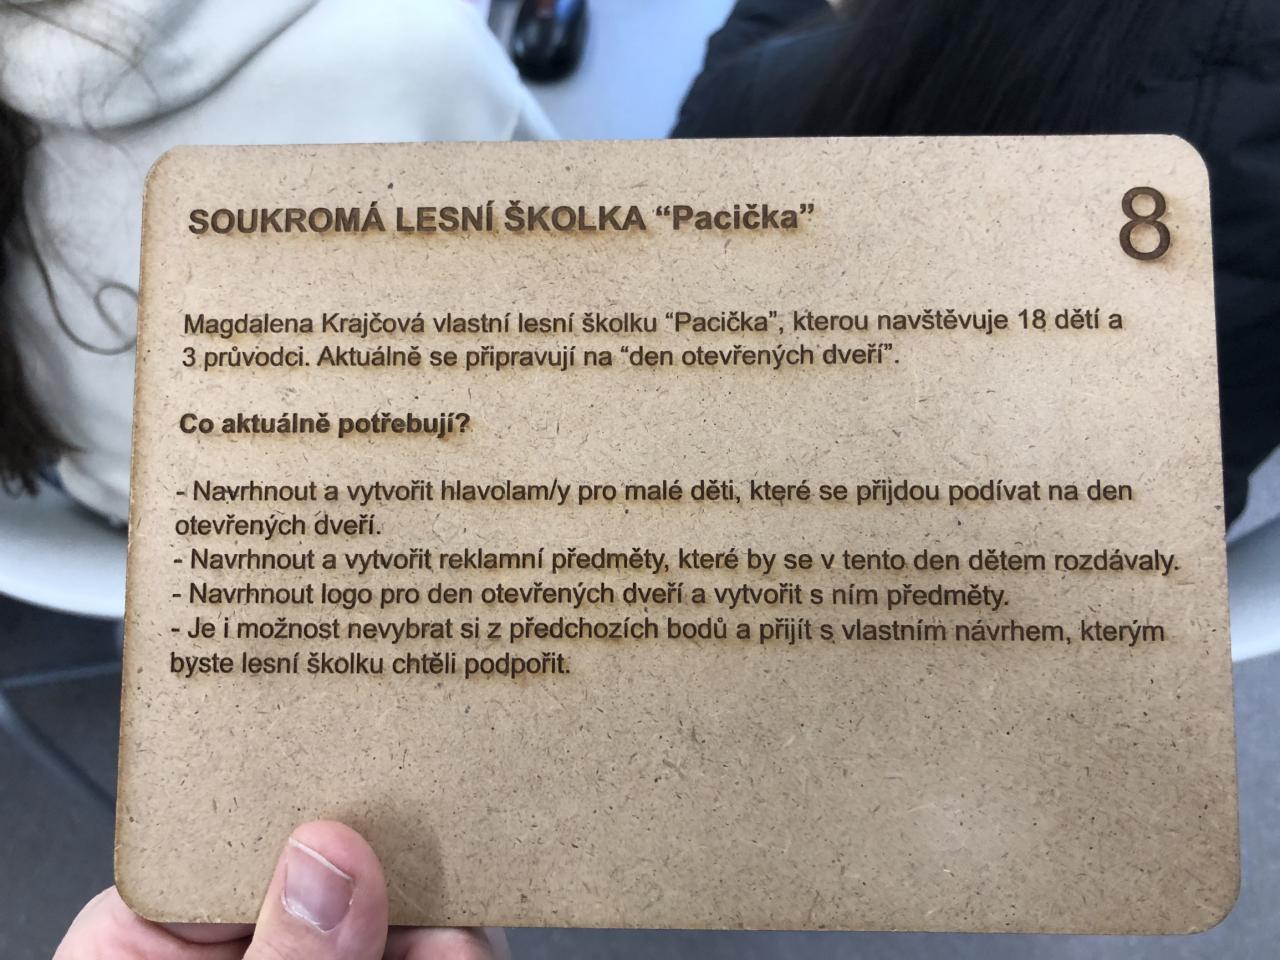 SOUKROMÁ LESNÍ ŠKOLKA “Pacička”
8
Magdalena Krajčová vlastní lesní školku “Pacička”, kterou navštěvuje 18 dětí a
3 průvodci. Aktuálně se připravují na “den otevřených dveří”.
Co aktuálně potřebují?
- Navrhnout a vytvořit hlavolam/y pro malé děti, které se přijdou podívat na den
otevřených dveří.
- Navrhnout a vytvořit reklamní předměty, které by se v tento den dětem rozdávaly.
- Navrhnout logo pro den otevřených dveří a vytvořit s ním předměty.
- Je i možnost nevybrat si z předchozích bodů a přijít s vlastním návrhem, kterým
byste lesní školku chtěli podpořit.